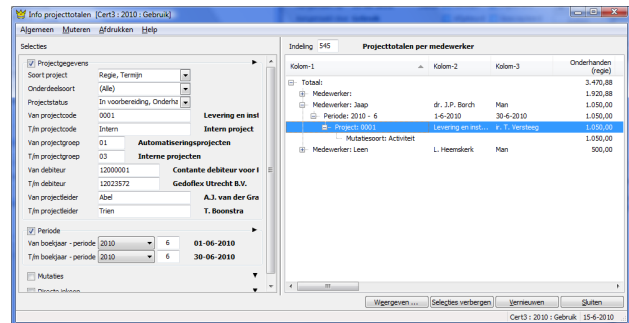 Info projecttotalen [Cert3 : 2010 : Gebruik]
Algemeen Muteren Afdrukken Help
Selecties
Projectgegevens
Soort project Regie, Termijn
Onderdeelsoort (Alle)
Projectstatus In voorbereiding, Onderha
Van projectcode 0001 Levering en inst
T/m projectcode Intern Intern project
Van projectgroep 01 Automatiseringsprojecten
T/m projectgroep 03 Interne projecten
Van debiteur 12000001 Contante debiteur voor
T/m debiteur 12023572 Gedoflex Utrecht B.V.
Van projectleider Abel A.J. van der Gra
T/m projectleider Trien T. Boonstra
Periode
Van boekjaar - periode 2010 6 01-06-2010
T/m boekjaar - periode 2010 6 30-06-2010
Mutaties
Directe inkoop
Indeling 545 Projecttotalen per medewerker
Kolom-1 Kolom-2 Kolom-3 Onderhanden
(regie)
Totaal: 3.470,88
Medewerker: 1.920,88
Medewerker: Jaap dr. J.P. Borch Man 1.050,00
Periode: 2010 - 6 1-6-2010 30-6-2010 1.050,00
Project: 0001 Levering en inst... ir. T. Versteeg 1.050,00
Mutatiesoort: Activiteit 1.050,00
Medewerker: Leen L. Heemskerk Man 500,00
Weergeven ... Selecties verbergen Vernieuwen Sluiten
Cert3 : 2010 : Gebruik 15-6-2010